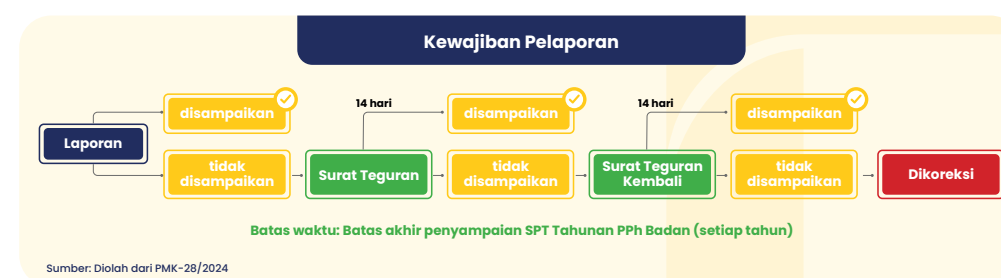 Kewajiban Pelaporan
Laporan
disampaikan
tidak
disampaikan
Surat Teguran
14 hari
disampaikan
tidak
disampaikan
Surat Teguran
Kembali
14 hari
disampaikan
tidak
disampaikan
Dikoreksi
Batas waktu: Batas akhir penyampaian SPT Tahunan PPh Badan (setiap tahun)
Sumber: Diolah dari PMK-28/2024